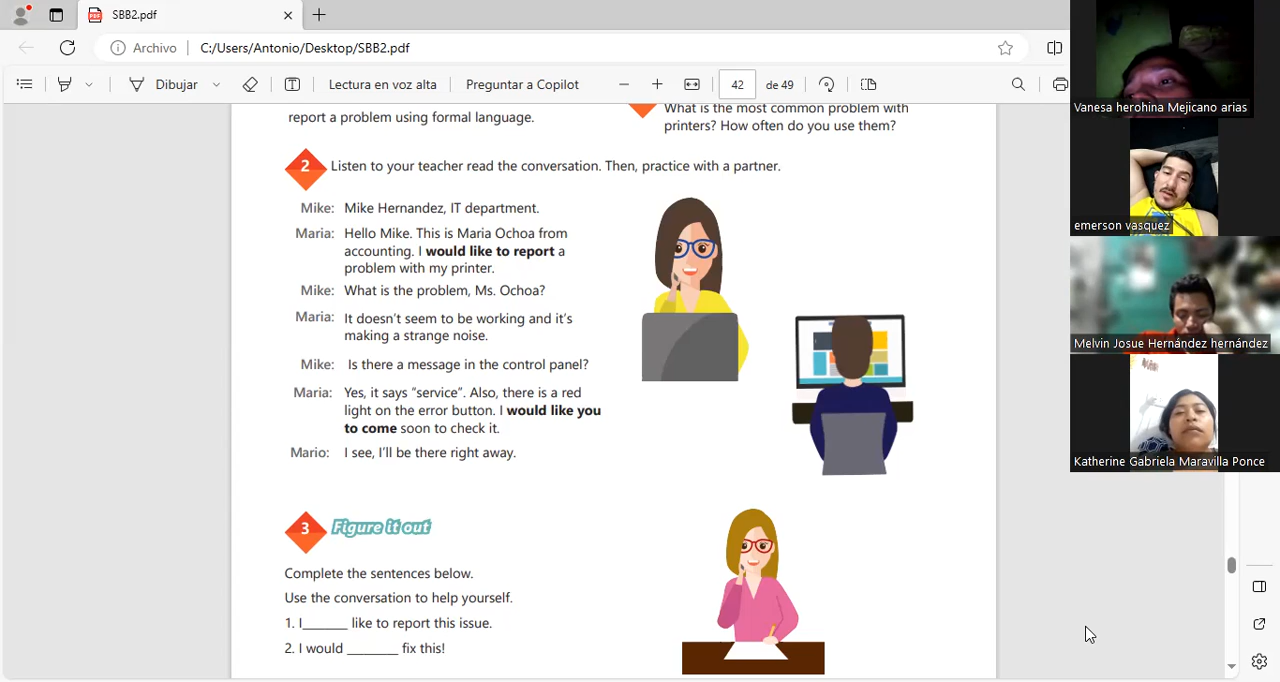 SBB2.pdf
Archivo
C:/Users/Antonio/Desktop/SBB2.pdf
Dibujar
Lectura en voz alta
Preguntar a Copilot
42
de 49
report a problem using formal language.
What is the most common problem with
printers? How often do you use them?
2
Listen to your teacher read the conversation. Then, practice with a partner.
Mike: Mike Hernandez, IT department.
Maria: Hello Mike. This is Maria Ochoa from
accounting. I would like to report a
problem with my printer.
Mike: What is the problem, Ms. Ochoa?
Maria: It doesn't seem to be working and it's
making a strange noise.
Mike: Is there a message in the control panel?
Maria: Yes, it says "service". Also, there is a red
light on the error button. I would like you
to come soon to check it.
Mario: I see, I'll be there right away.
3
Figure it out
Complete the sentences below.
Use the conversation to help yourself.
1. I_______ like to report this issue.
2. I would ________ fix this!
Vanesa herohina Mejicano arias
emerson vasquez
Melvin Josue Hernández hernández
Katherine Gabriela Maravilla Ponce